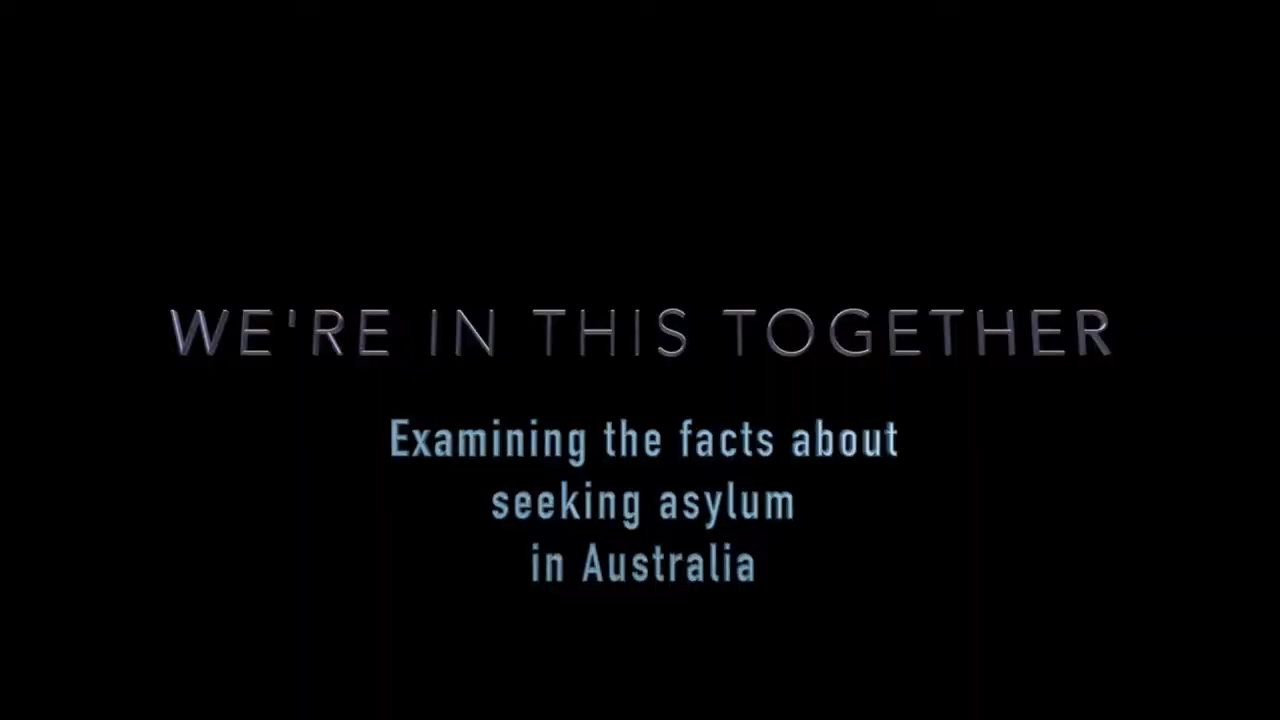 WE'RE IN THIS TOGETHER
Examining the facts about
seeking asylum
in Australia